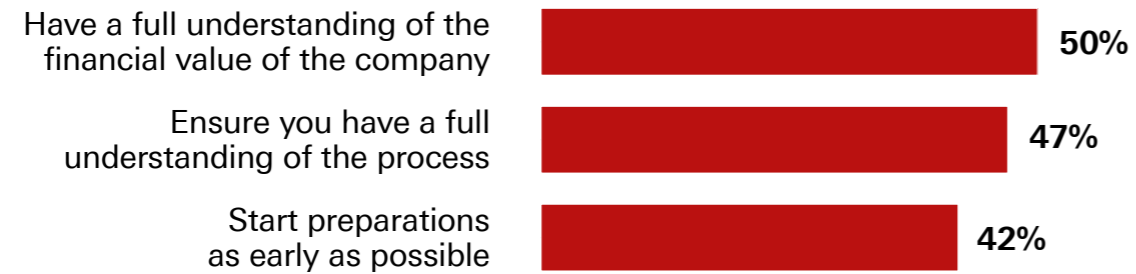 Have a full understanding of the
financial value of the company
50%
Ensure you have a full
understanding of the process
47%
Start preparations
as early as possible
42%